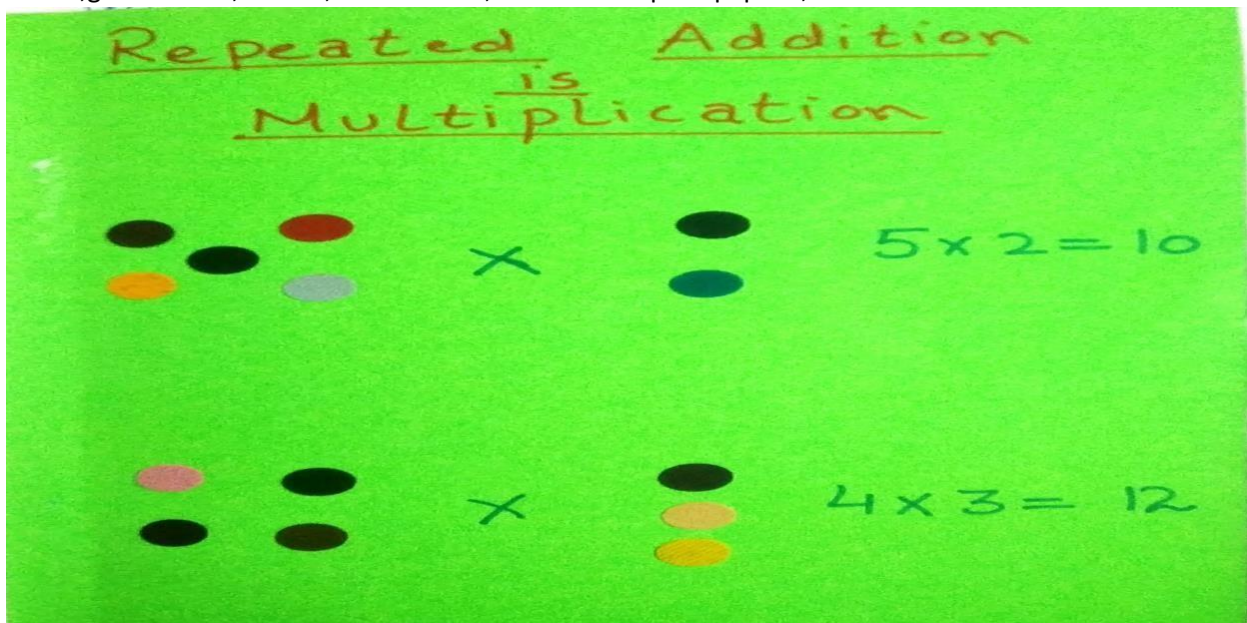 Repeated Addition
is
Multiplication
× 5 × 2 = 10
× 4 × 3 = 12